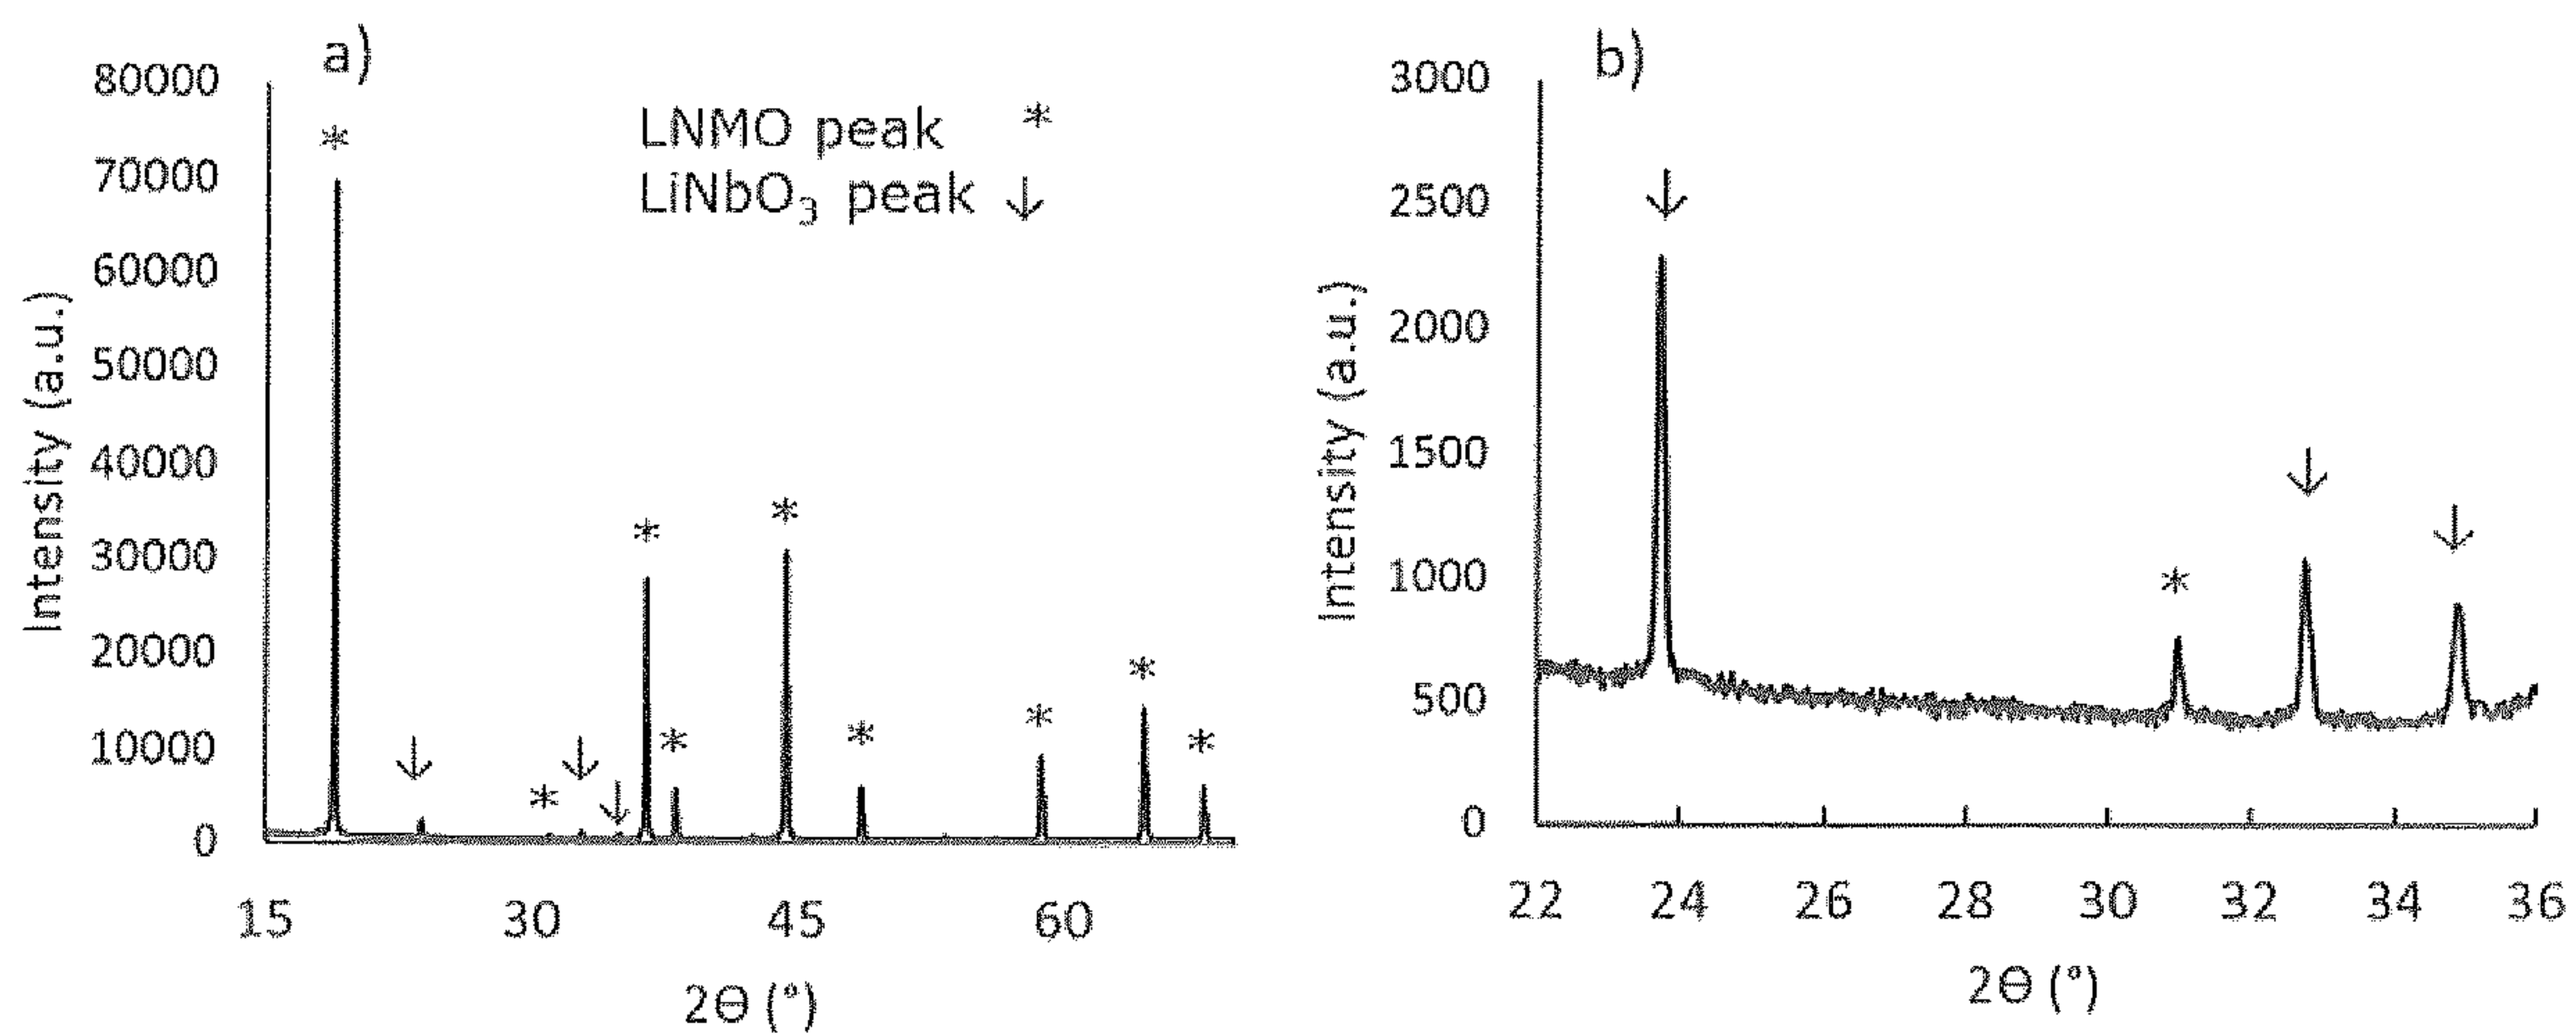 a)
LNMO peak *
LiNbO₃ peak ↓
Intensity (a.u.)
80000
70000
60000
50000
40000
30000
20000
10000
0
15 30 45 60
2Θ (°)
b)
Intensity (a.u.)
3000
2500
2000
1500
1000
500
0
22 24 26 28 30 32 34 36
2Θ (°)